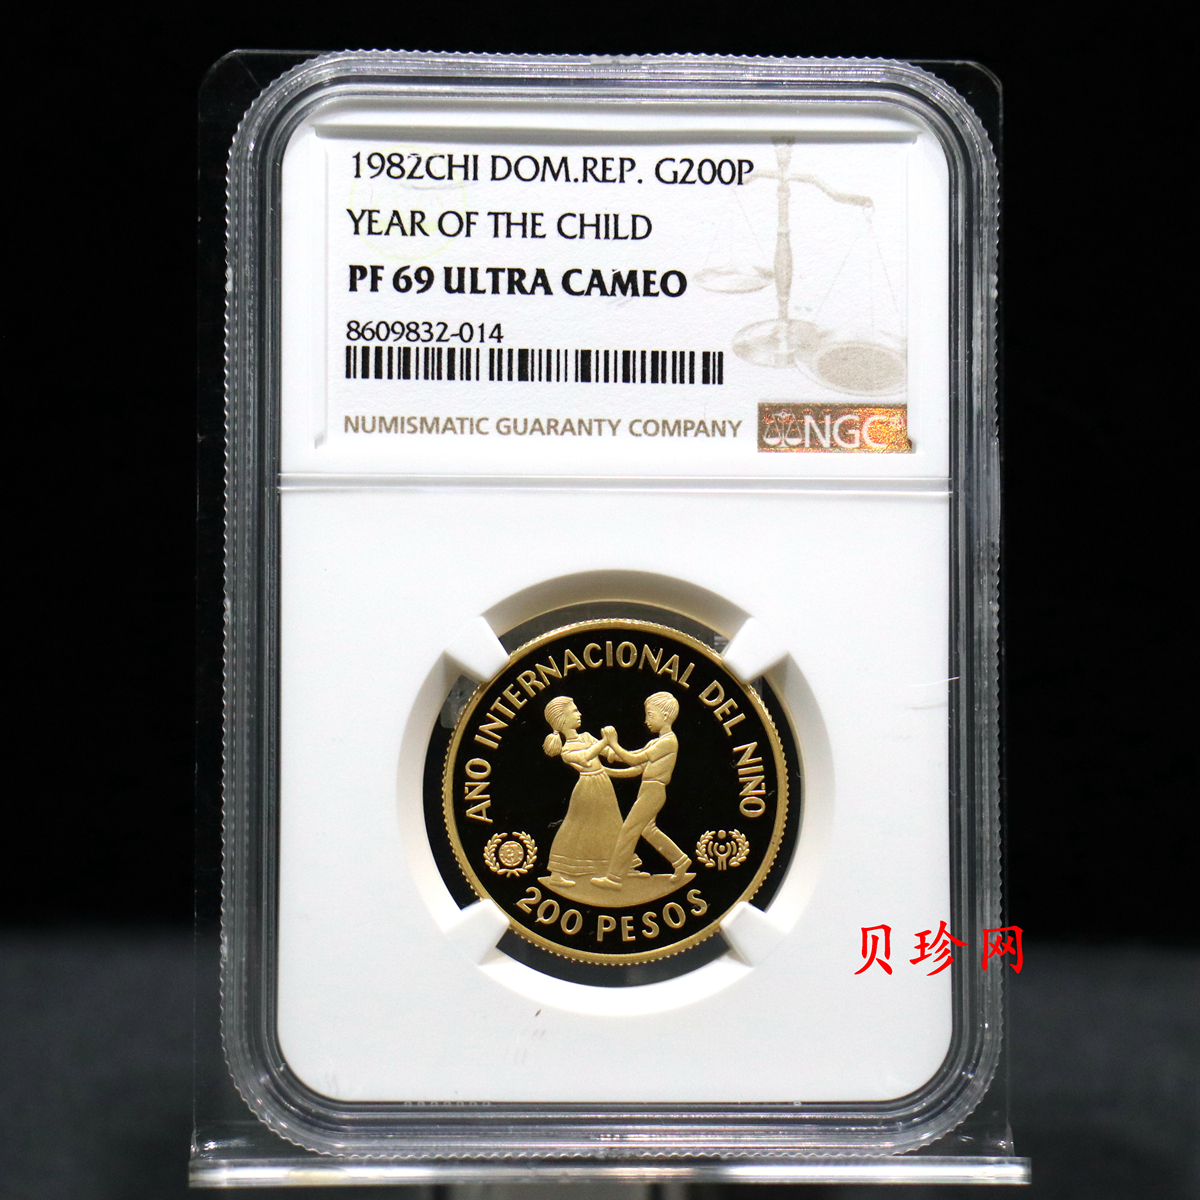 1982CHI DOM.REP. G200P
YEAR OF THE CHILD
PF 69 ULTRA CAMEO
8609832-014
NUMISMATIC GUARANTY COMPANY
NGC
AÑO INTERNACIONAL DEL NIÑO
200 PESOS
贝珍网